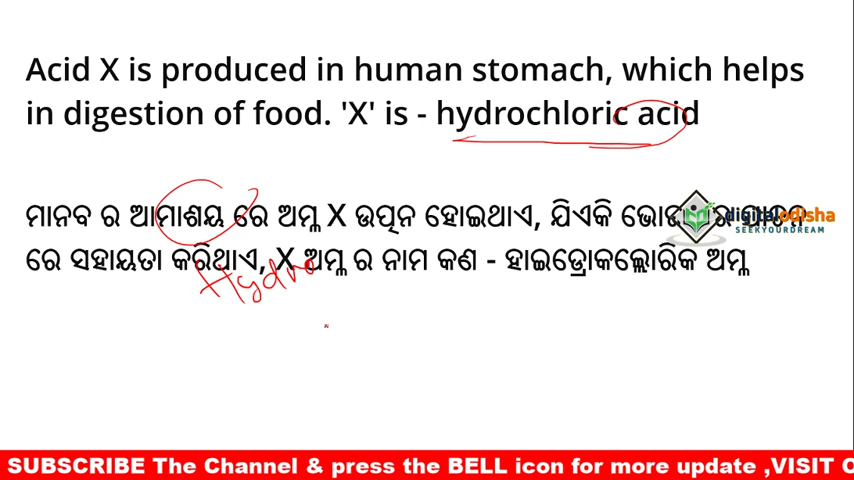 Acid X is produced in human stomach, which helps
in digestion of food. 'X' is - hydrochloric acid
ମାନବ ର ଆମାଶୟ ରେ ଅମ୍ଳ X ଉତ୍ପନ ହୋଇଥାଏ, ଯିଏକି
ରେ ସହାୟତା କରିଥାଏ, X ଅମ୍ଳ ର ନାମ କଣ - ହାଇଡ୍ରୋକଲ୍ଲୋରିକ ଅମ୍ଳ
digitalodisha
SEEKYOURDREAM
Hydro
SUBSCRIBE The Channel & press the BELL icon for more update ,VISIT